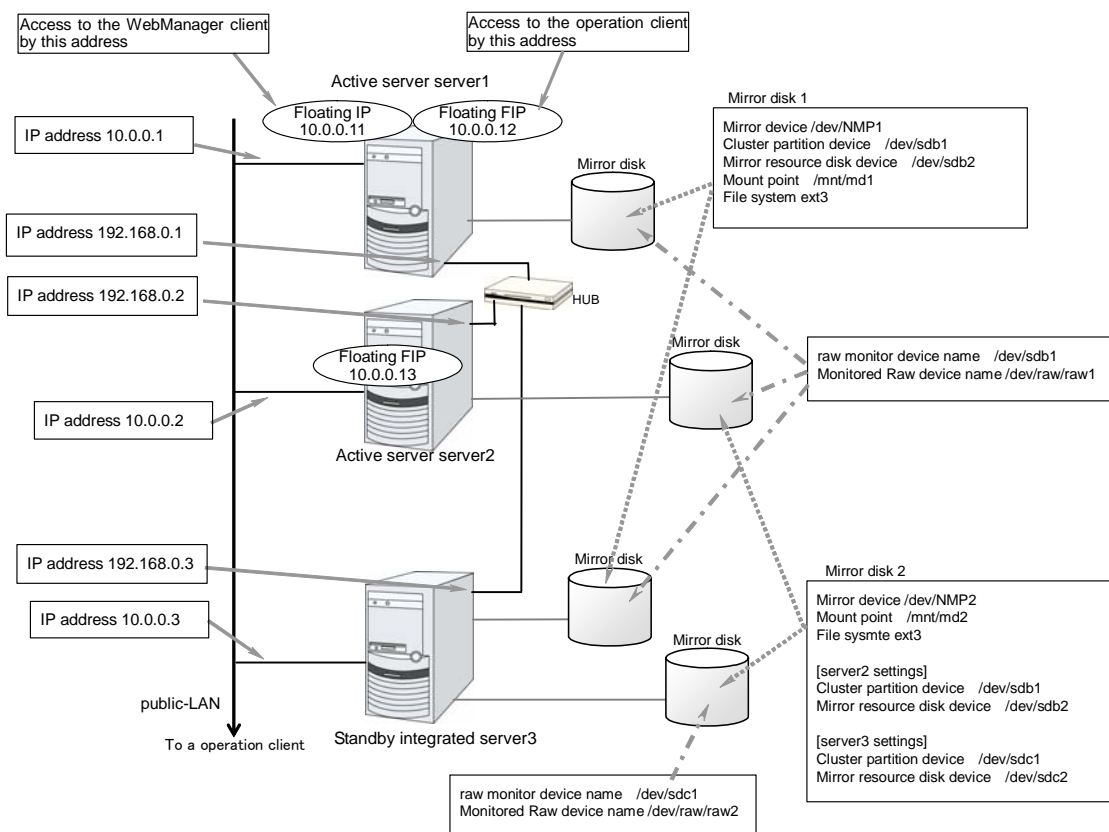 Access to the WebManager client
by this address
Access to the operation client
by this address
Active server server1
Floating IP
10.0.0.11
Floating FIP
10.0.0.12
IP address 10.0.0.1
Mirror disk
Mirror disk 1
Mirror device /dev/NMP1
Cluster partition device /dev/sdb1
Mirror resource disk device /dev/sdb2
Mount point /mnt/md1
File system ext3
IP address 192.168.0.1
IP address 192.168.0.2
HUB
Floating FIP
10.0.0.13
Mirror disk
raw monitor device name /dev/sdb1
Monitored Raw device name /dev/raw/raw1
IP address 10.0.0.2
Active server server2
IP address 192.168.0.3
Mirror disk
IP address 10.0.0.3
Mirror disk
Mirror disk 2
Mirror device /dev/NMP2
Mount point /mnt/md2
File sysmte ext3
[server2 settings]
Cluster partition device /dev/sdb1
Mirror resource disk device /dev/sdb2
[server3 settings]
Cluster partition device /dev/sdc1
Mirror resource disk device /dev/sdc2
public-LAN
To a operation client
Standby integrated server3
raw monitor device name /dev/sdc1
Monitored Raw device name /dev/raw/raw2